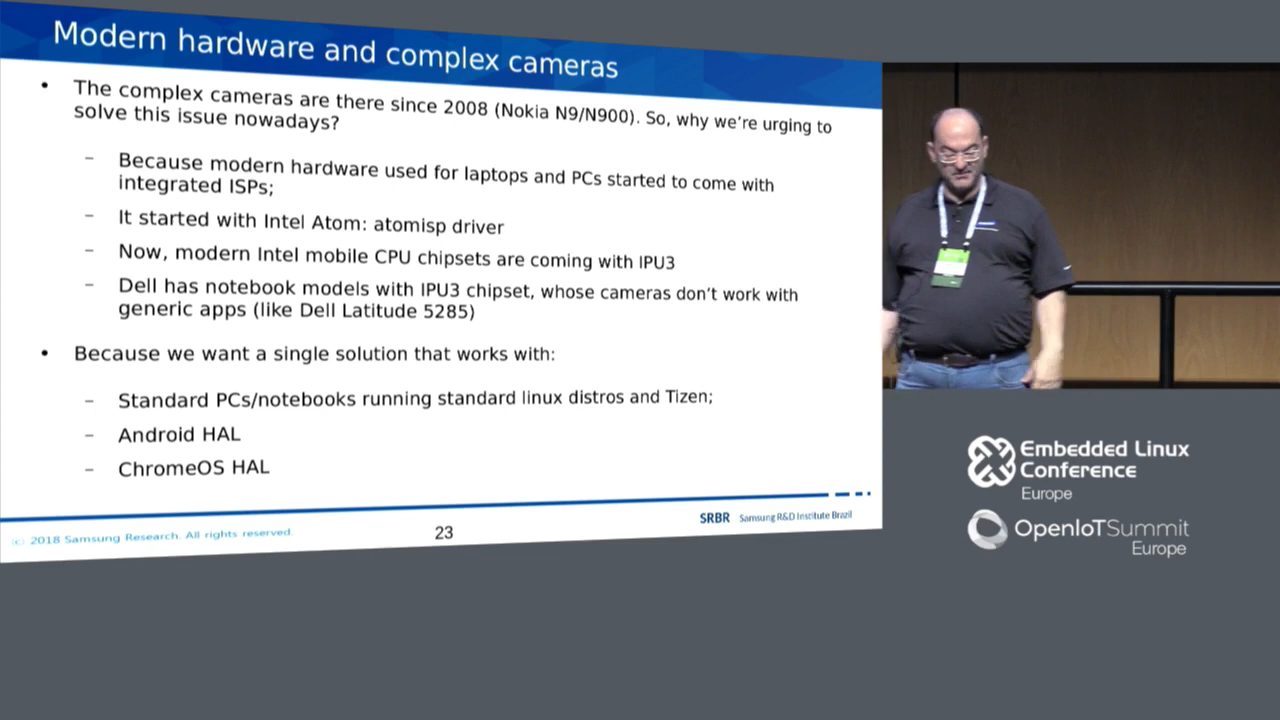 Modern hardware and complex cameras
• The complex cameras are there since 2008 (Nokia N9/N900). So, why we're urging to
solve this issue nowadays?
– Because modern hardware used for laptops and PCs started to come with
integrated ISPs;
– It started with Intel Atom: atomisp driver
– Now, modern Intel mobile CPU chipsets are coming with IPU3
– Dell has notebook models with IPU3 chipset, whose cameras don't work with
generic apps (like Dell Latitude 5285)
• Because we want a single solution that works with:
– Standard PCs/notebooks running standard linux distros and Tizen;
– Android HAL
– ChromeOS HAL
© 2018 Samsung Research. All rights reserved.
23
SRBR Samsung R&D Institute Brazil
Embedded Linux
Conference
Europe
OpenIoTSummit
Europe